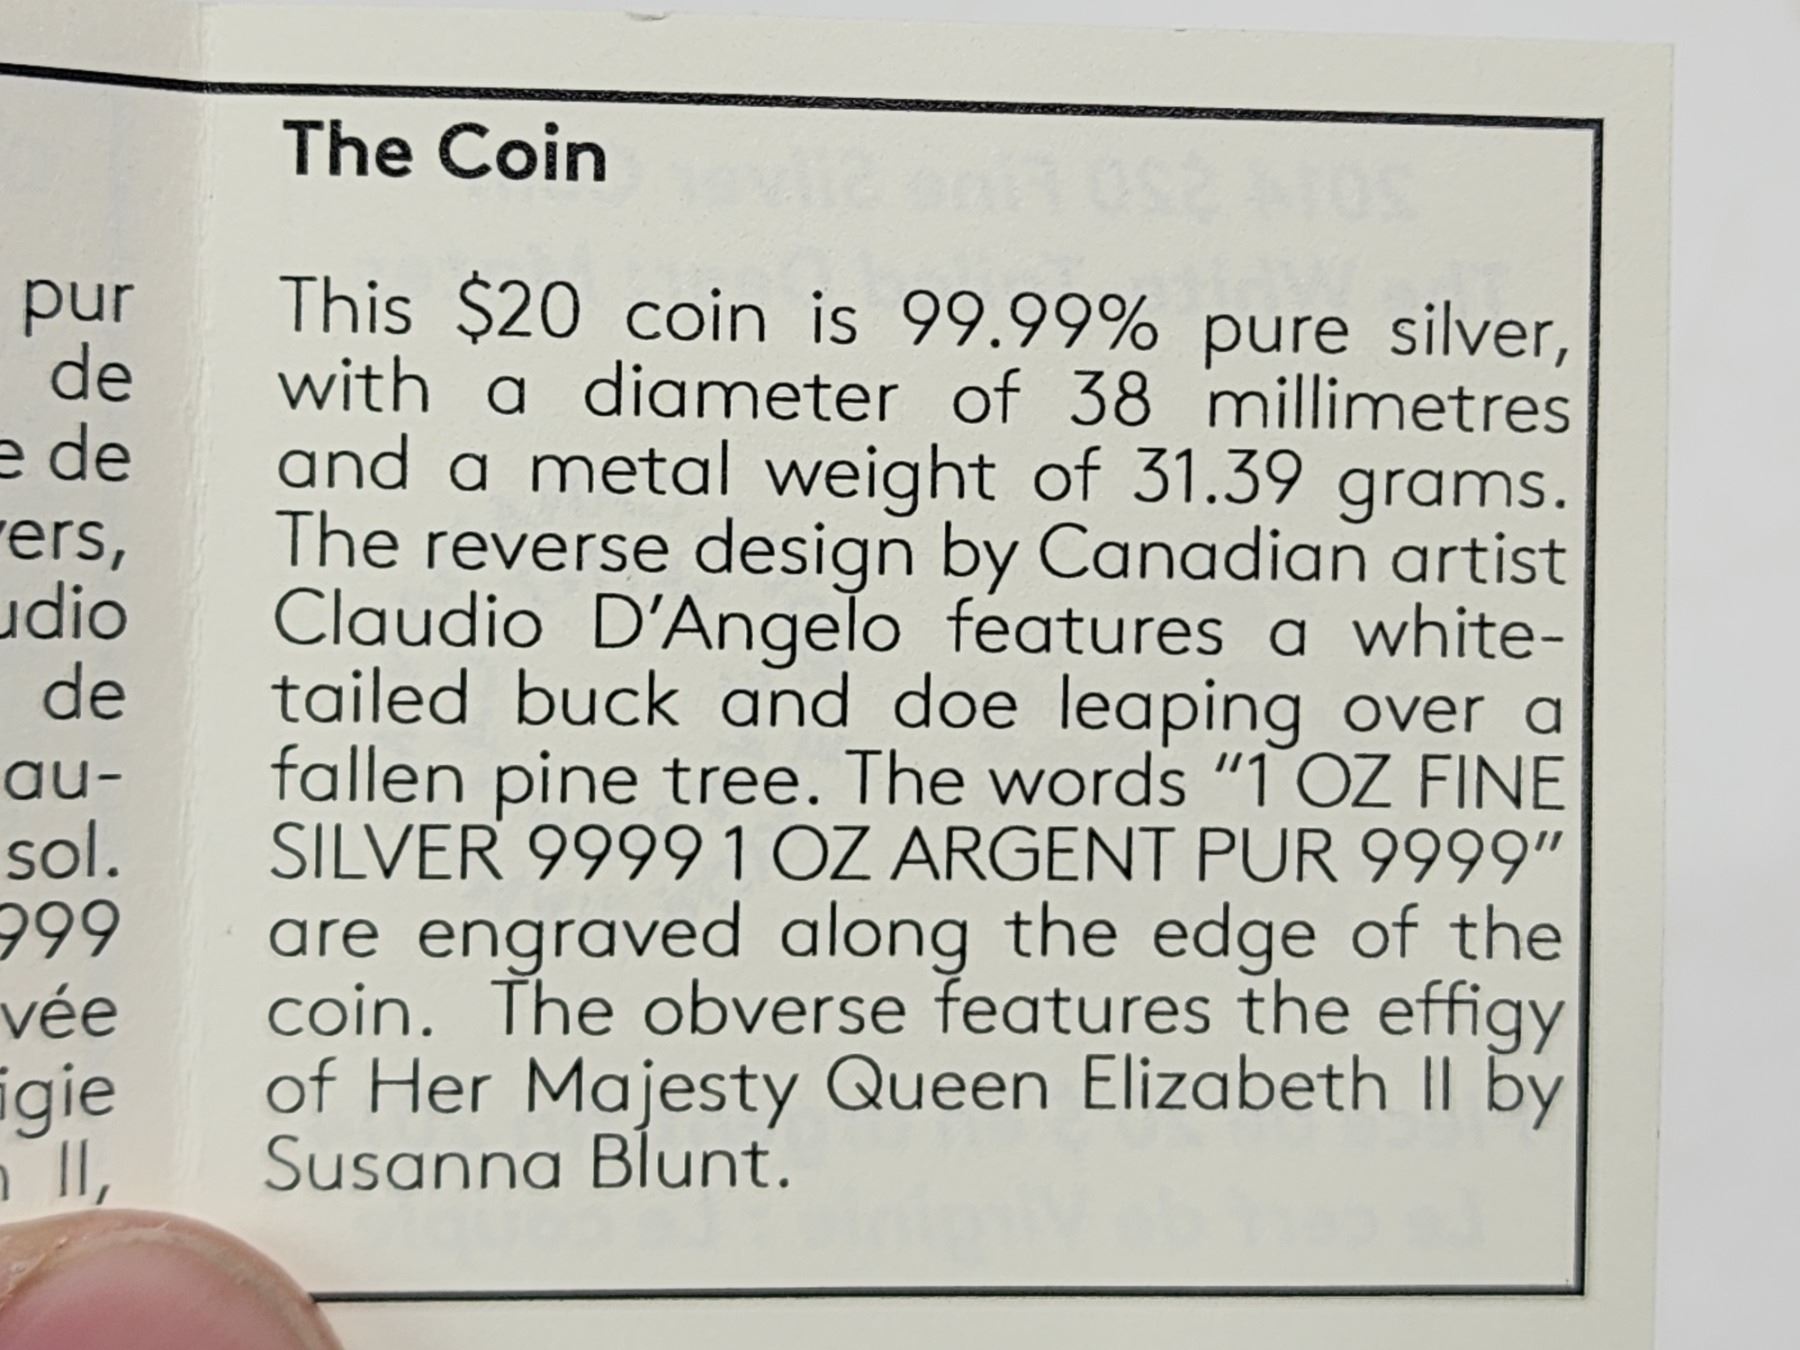 pur
de
e de
vers,
udio
de
au-
sol.
999
vée
igie
II,
The Coin
This $20 coin is 99.99% pure silver,
with a diameter of 38 millimetres
and a metal weight of 31.39 grams.
The reverse design by Canadian artist
Claudio D'Angelo features a white-
tailed buck and doe leaping over a
fallen pine tree. The words "1 OZ FINE
SILVER 9999 1 OZ ARGENT PUR 9999"
are engraved along the edge of the
coin. The obverse features the effigy
of Her Majesty Queen Elizabeth II by
Susanna Blunt.